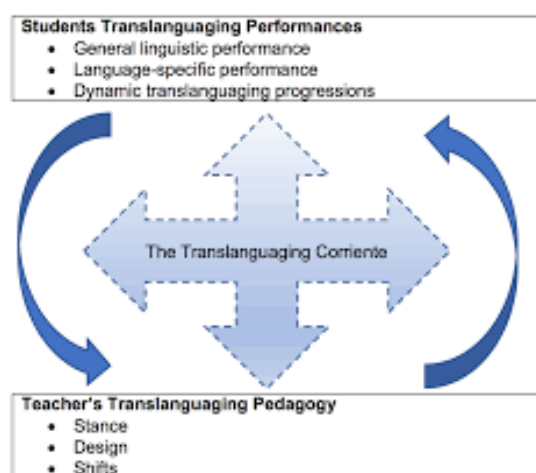 Students Translanguaging Performances
• General linguistic performance
• Language-specific performance
• Dynamic translanguaging progressions
The Translanguaging Corriente
Teacher's Translanguaging Pedagogy
• Stance
• Design
• Shifts